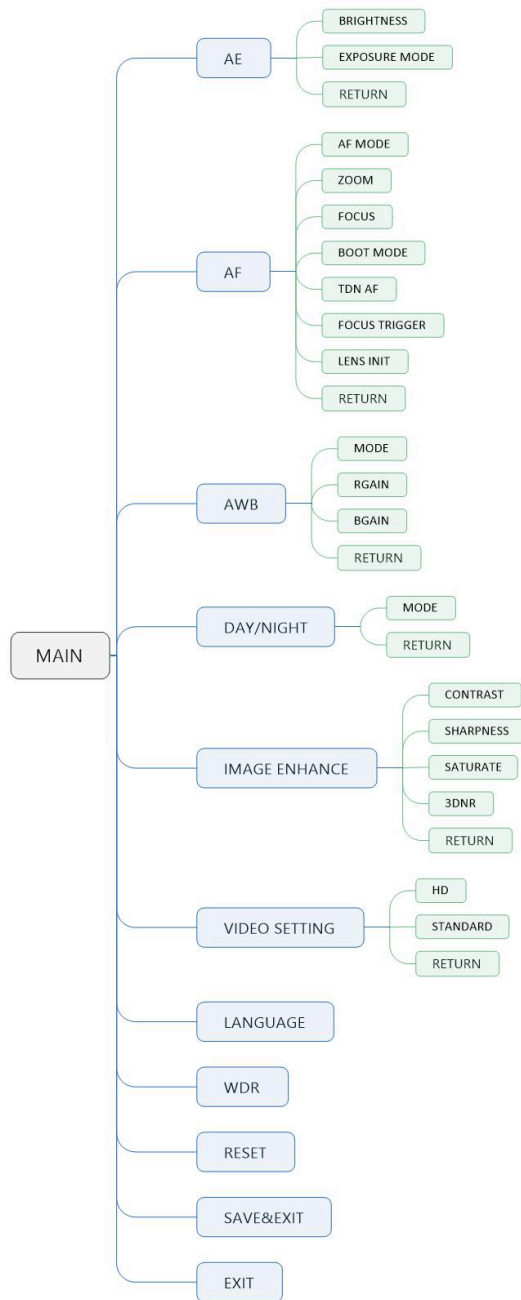 MAIN
AE
BRIGHTNESS
EXPOSURE MODE
RETURN
AF
AF MODE
ZOOM
FOCUS
BOOT MODE
TDN AF
FOCUS TRIGGER
LENS INIT
RETURN
AWB
MODE
RGAIN
BGAIN
RETURN
DAY/NIGHT
MODE
RETURN
IMAGE ENHANCE
CONTRAST
SHARPNESS
SATURATE
3DNR
RETURN
VIDEO SETTING
HD
STANDARD
RETURN
LANGUAGE
WDR
RESET
SAVE&EXIT
EXIT